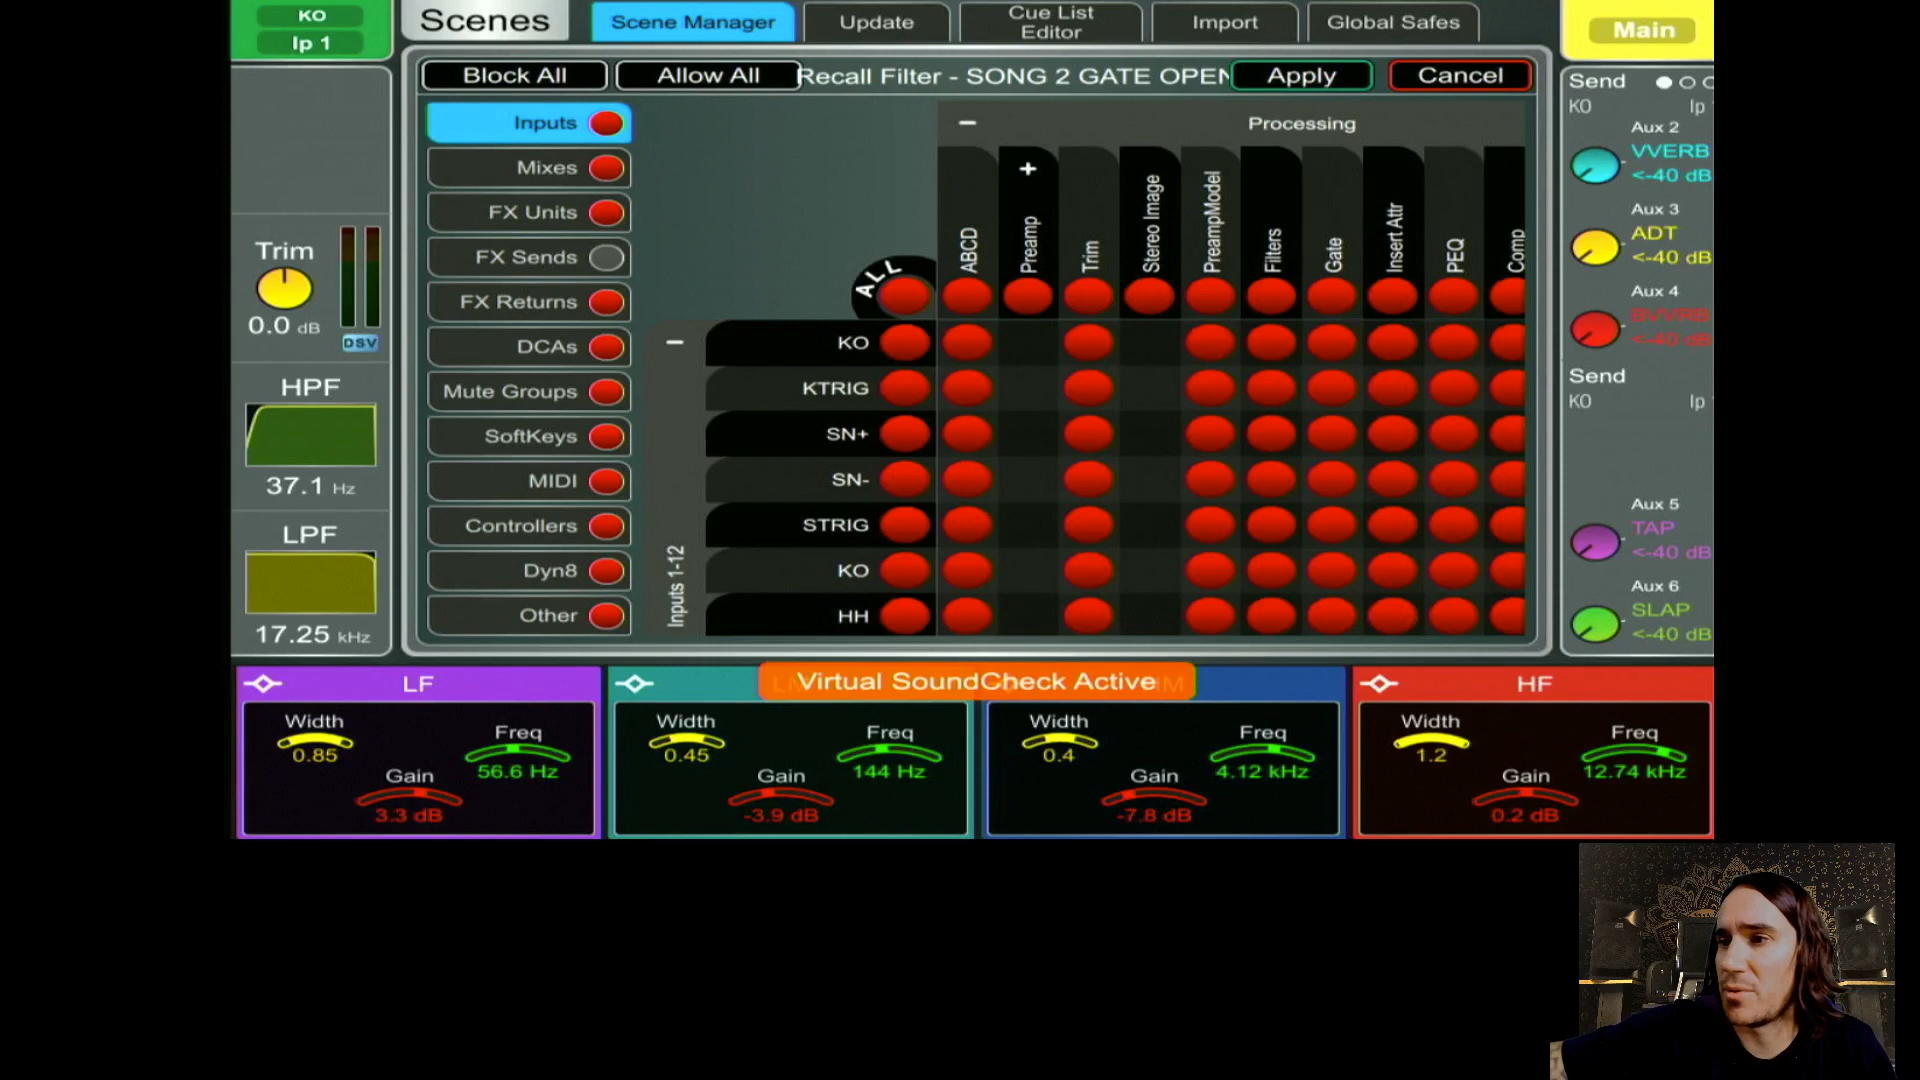 KO
Ip 1
Scenes
Scene Manager
Update
Cue List
Editor
Import
Global Safes
Main
Block All
Allow All
Recall Filter - SONG 2 GATE OPEN
Apply
Cancel
Inputs
Mixes
FX Units
FX Sends
FX Returns
DCAs
Mute Groups
SoftKeys
MIDI
Controllers
Dyn8
Other
Processing
ABCD
Preamp
Trim
Stereo Image
PreampModel
Filters
Gate
Insert Attr
PEQ
Comp
ALL
KO
KTRIG
SN+
SN-
STRIG
KO
HH
Inputs 1-12
Trim
0.0 dB
DSV
HPF
37.1 Hz
LPF
17.25 kHz
Send
KO Ip
Aux 2
VVERB
<-40 dB
Aux 3
ADT
<-40 dB
Aux 4
BVVRB
<-40 dB
Send
KO Ip
Aux 5
TAP
<-40 dB
Aux 6
SLAP
<-40 dB
Virtual SoundCheck Active
LF
Width
0.85
Freq
56.6 Hz
Gain
3.3 dB
Width
0.45
Freq
144 Hz
Gain
-3.9 dB
Width
0.4
Freq
4.12 kHz
Gain
-7.8 dB
HF
Width
1.2
Freq
12.74 kHz
Gain
0.2 dB